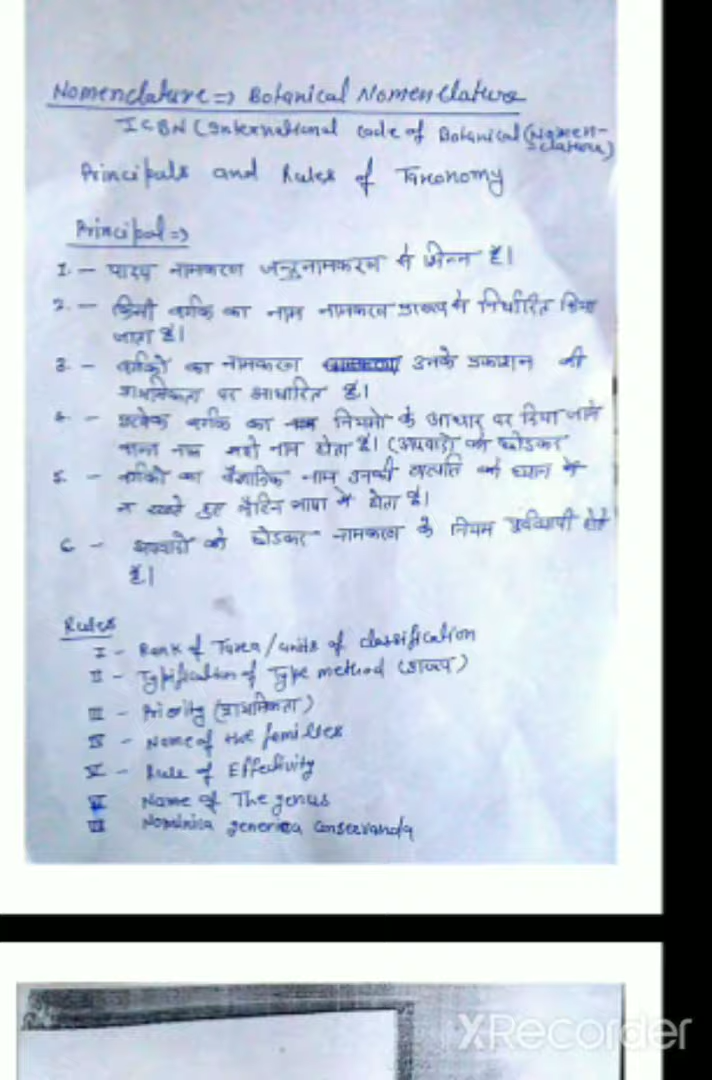 Nomenclature => Botanical Nomenclature
ICBN (International code of Botanical (Nomen-
clature)
Principals and Rules of Taxonomy
Principal =>
1. - पादप नामकरण जन्तु नामकरण से भिन्न है।
2. - किसी वर्गक का नाम नामकरण प्ररूप से निर्धारित किया
जाता है।
3. - वर्गकों का नामकरण उनके प्रकाशन की
प्राथमिकता पर आधारित है।
4. - प्रत्येक वर्गक का नियमो के आधार पर दिया जाने
वाला नाम सही नाम होता है। (अपवादो को छोडकर
5. - वर्गकों का वैज्ञानिक नाम उनकी उत्पत्ति को ध्यान में
न रखते हुए लैटिन भाषा में होता है।
6 - अपवादो को छोडकर नामकरण के नियम पूर्वव्यापी होते
है।
Rules
I - Rank of Taxa/units of classification
II - Typification of Type method (प्ररूप)
III - Priority (प्राथमिकता)
IV - Name of the families
V - Rule of Effectivity
VI Name of The genus
VII generica conservanda
XRecorder